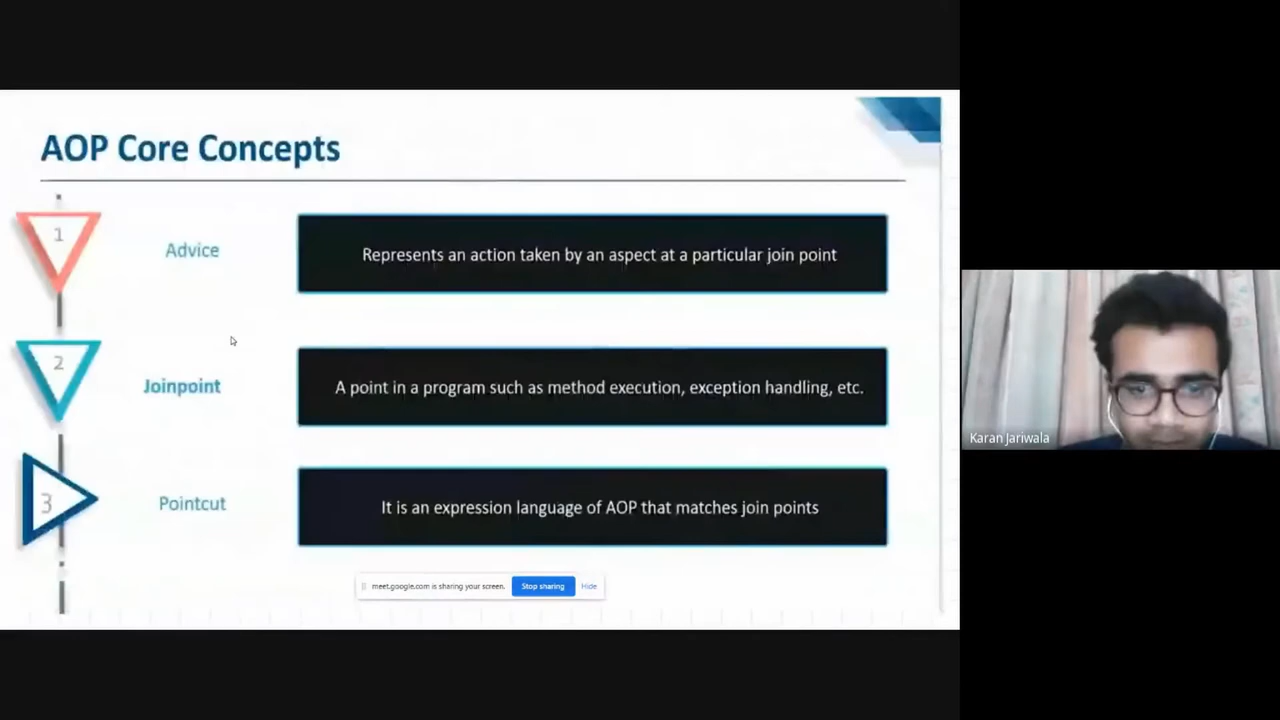 AOP Core Concepts
1
Advice
Represents an action taken by an aspect at a particular join point
2
Joinpoint
A point in a program such as method execution, exception handling, etc.
3
Pointcut
It is an expression language of AOP that matches join points
meet.google.com is sharing your screen.
Stop sharing
Hide
Karan Jariwala